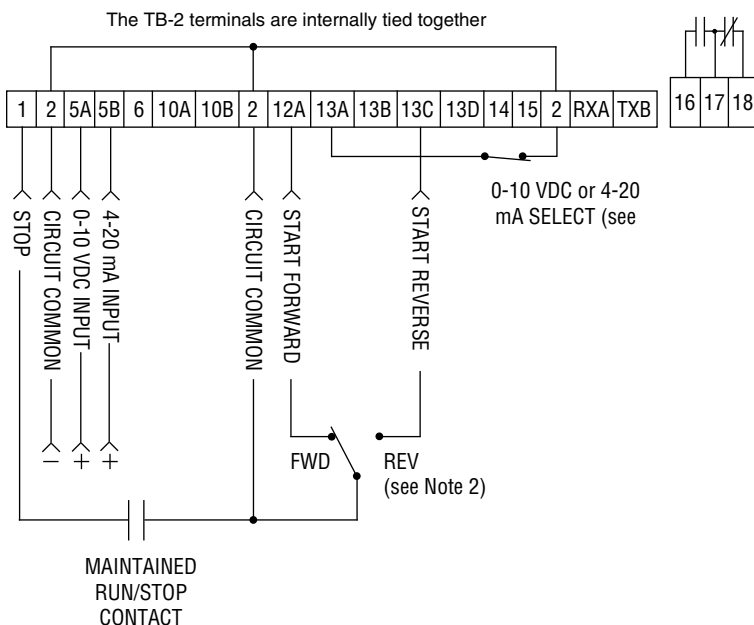 The TB-2 terminals are internally tied together
1 2 5A 5B 6 10A 10B 2 12A 13A 13B 13C 13D 14 15 2 RXA TXB
16 17 18
STOP
CIRCUIT COMMON
0-10 VDC INPUT
4-20 mA INPUT
CIRCUIT COMMON
START FORWARD
START REVERSE
0-10 VDC or 4-20
mA SELECT (see
− + +
FWD
REV
(see Note 2)
MAINTAINED
RUN/STOP
CONTACT